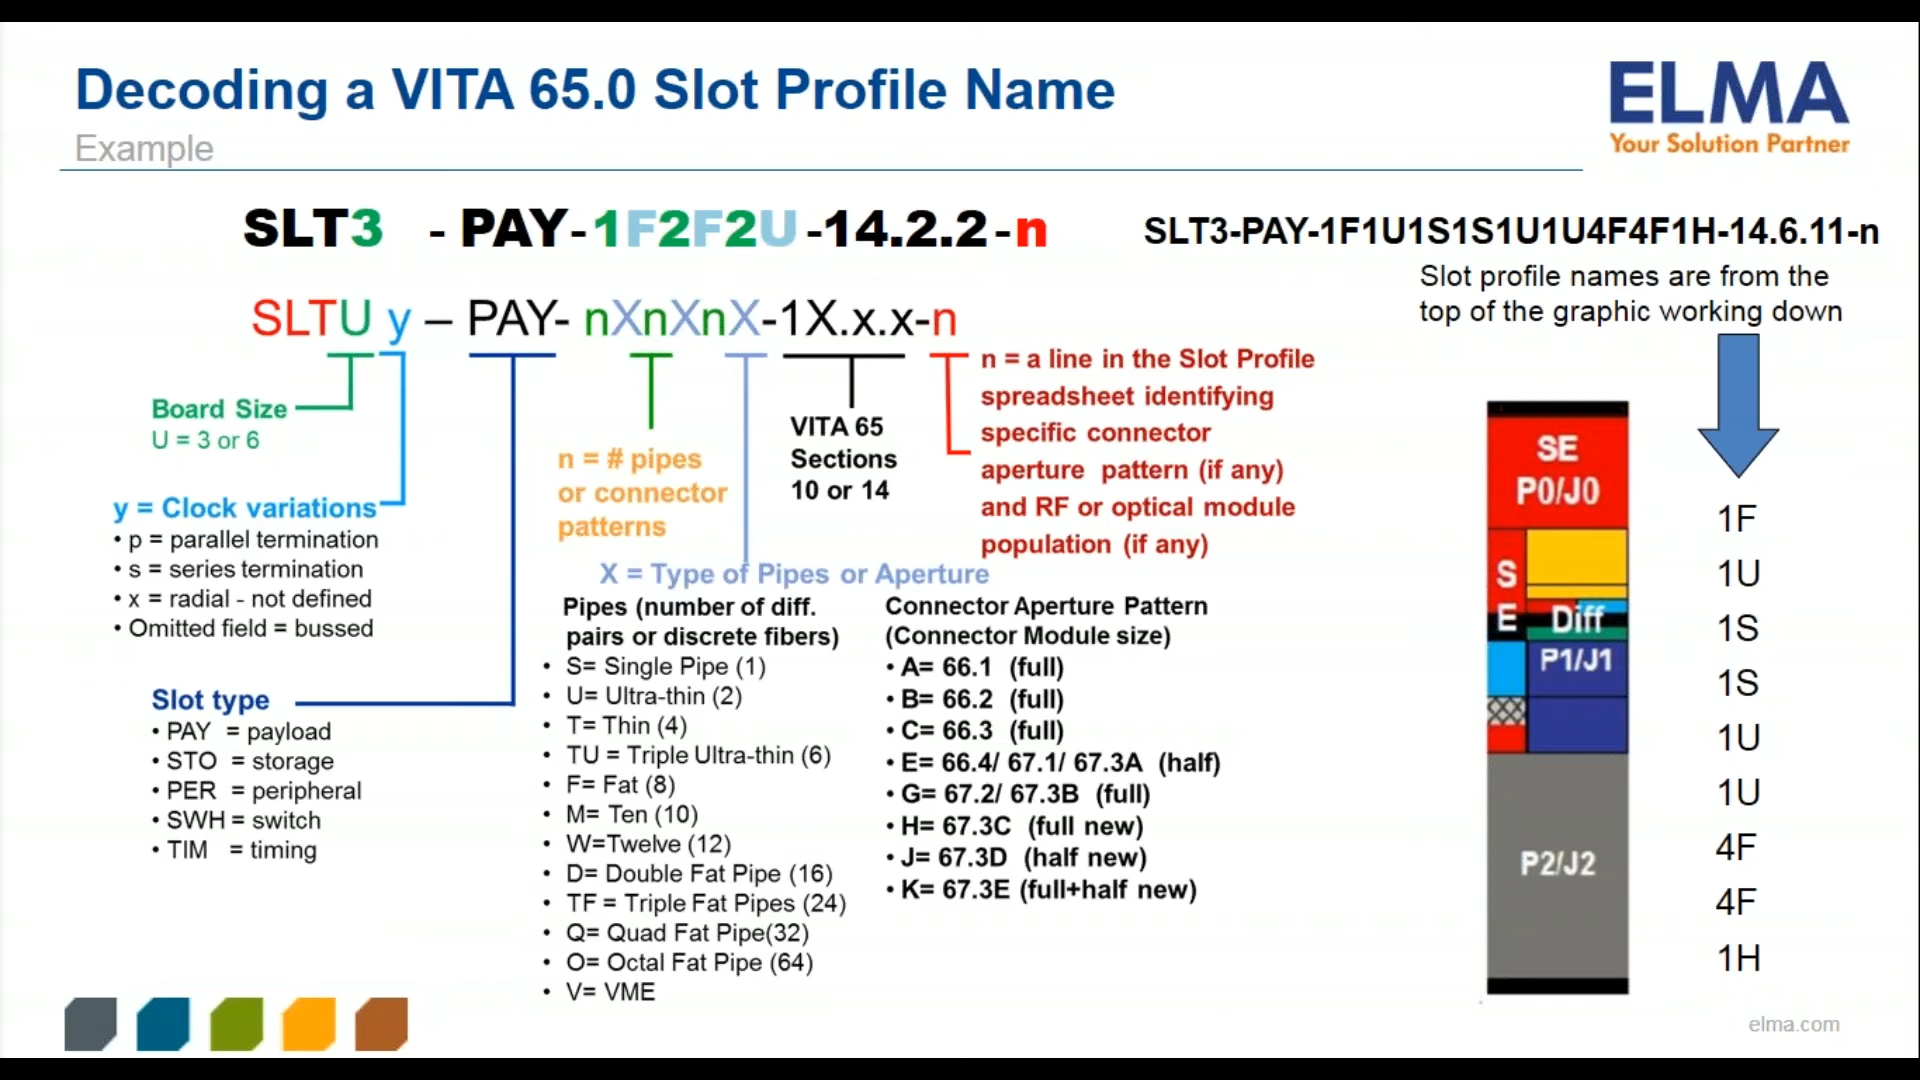 Decoding a VITA 65.0 Slot Profile Name
Example
ELMA
Your Solution Partner
SLT3 - PAY-1F2F2U-14.2.2-n
SLT3-PAY-1F1U1S1S1U1U4F4F1H-14.6.11-n
Slot profile names are from the
top of the graphic working down
SLTU y – PAY- nXnXnX-1X.x.x-n
Board Size
U = 3 or 6
y = Clock variations
• p = parallel termination
• s = series termination
• x = radial - not defined
• Omitted field = bussed
Slot type
• PAY = payload
• STO = storage
• PER = peripheral
• SWH = switch
• TIM = timing
n = # pipes
or connector
patterns
VITA 65
Sections
10 or 14
n = a line in the Slot Profile
spreadsheet identifying
specific connector
aperture pattern (if any)
and RF or optical module
population (if any)
X = Type of Pipes or Aperture
Pipes (number of diff.
pairs or discrete fibers)
• S= Single Pipe (1)
• U= Ultra-thin (2)
• T= Thin (4)
• TU = Triple Ultra-thin (6)
• F= Fat (8)
• M= Ten (10)
• W=Twelve (12)
• D= Double Fat Pipe (16)
• TF = Triple Fat Pipes (24)
• Q= Quad Fat Pipe(32)
• O= Octal Fat Pipe (64)
• V= VME
Connector Aperture Pattern
(Connector Module size)
• A= 66.1 (full)
• B= 66.2 (full)
• C= 66.3 (full)
• E= 66.4/ 67.1/ 67.3A (half)
• G= 67.2/ 67.3B (full)
• H= 67.3C (full new)
• J= 67.3D (half new)
• K= 67.3E (full+half new)
SE
P0/J0
S
E
Diff
P1/J1
P2/J2
1F
1U
1S
1S
1U
1U
4F
4F
1H
elma.com